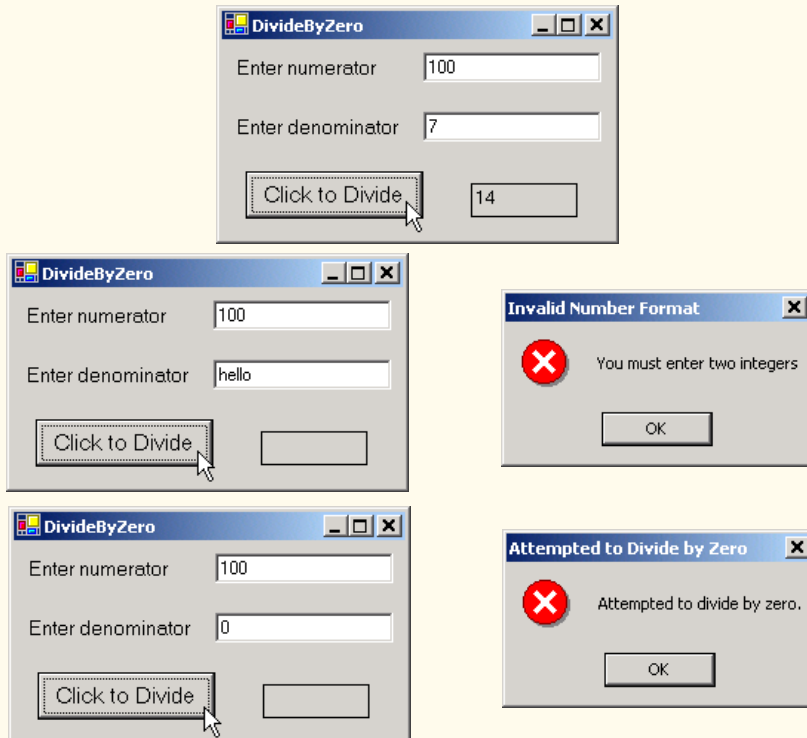 DivideByZero
Enter numerator 100
Enter denominator 7
Click to Divide 14
DivideByZero
Enter numerator 100
Enter denominator hello
Click to Divide
Invalid Number Format
You must enter two integers
OK
DivideByZero
Enter numerator 100
Enter denominator 0
Click to Divide
Attempted to Divide by Zero
Attempted to divide by zero.
OK